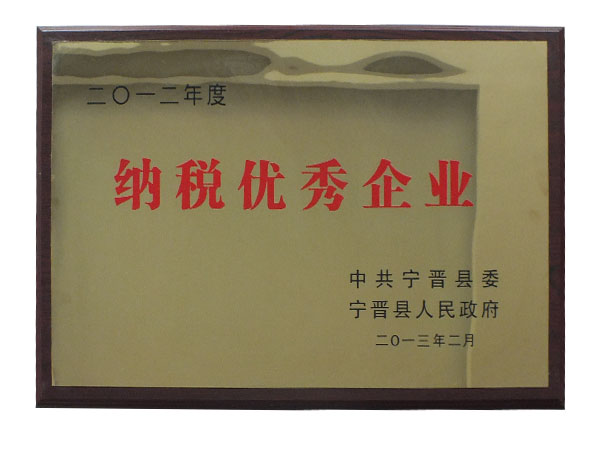 二〇一二年度
纳税优秀企业
中共宁晋县委
宁晋县人民政府
二〇一三年二月